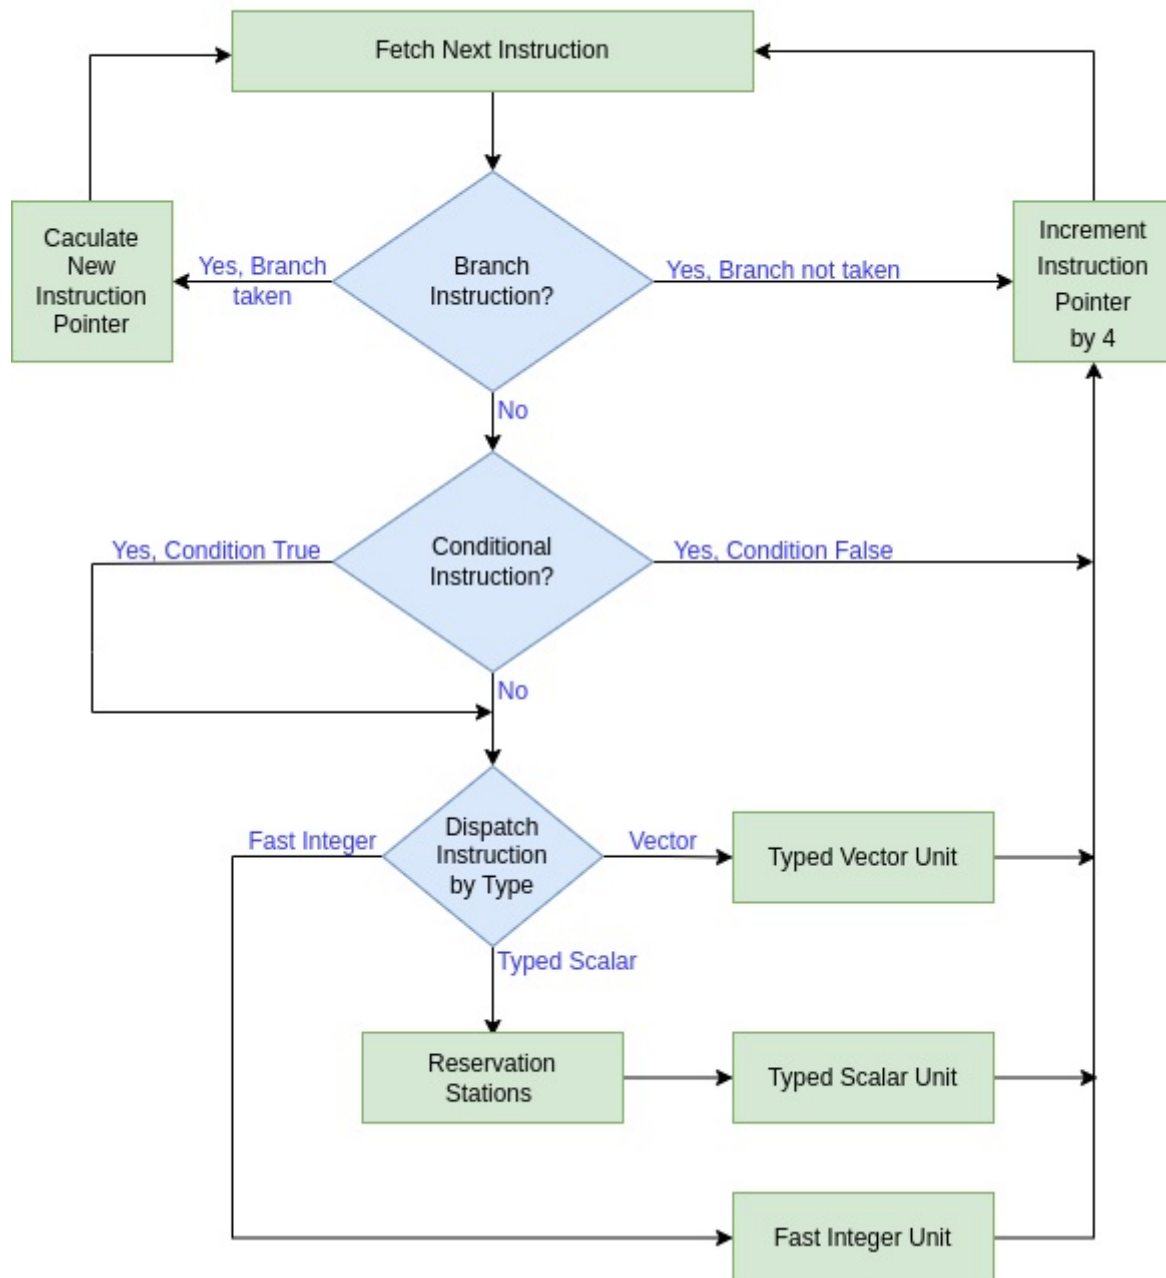 Fetch Next Instruction
Caculate
New
Instruction
Pointer
Yes, Branch
taken
Branch
Instruction?
Yes, Branch not taken
Increment
Instruction
Pointer
by 4
No
Yes, Condition True
Conditional
Instruction?
Yes, Condition False
No
Fast Integer
Dispatch
Instruction
by Type
Vector
Typed Vector Unit
Typed Scalar
Reservation
Stations
Typed Scalar Unit
Fast Integer Unit